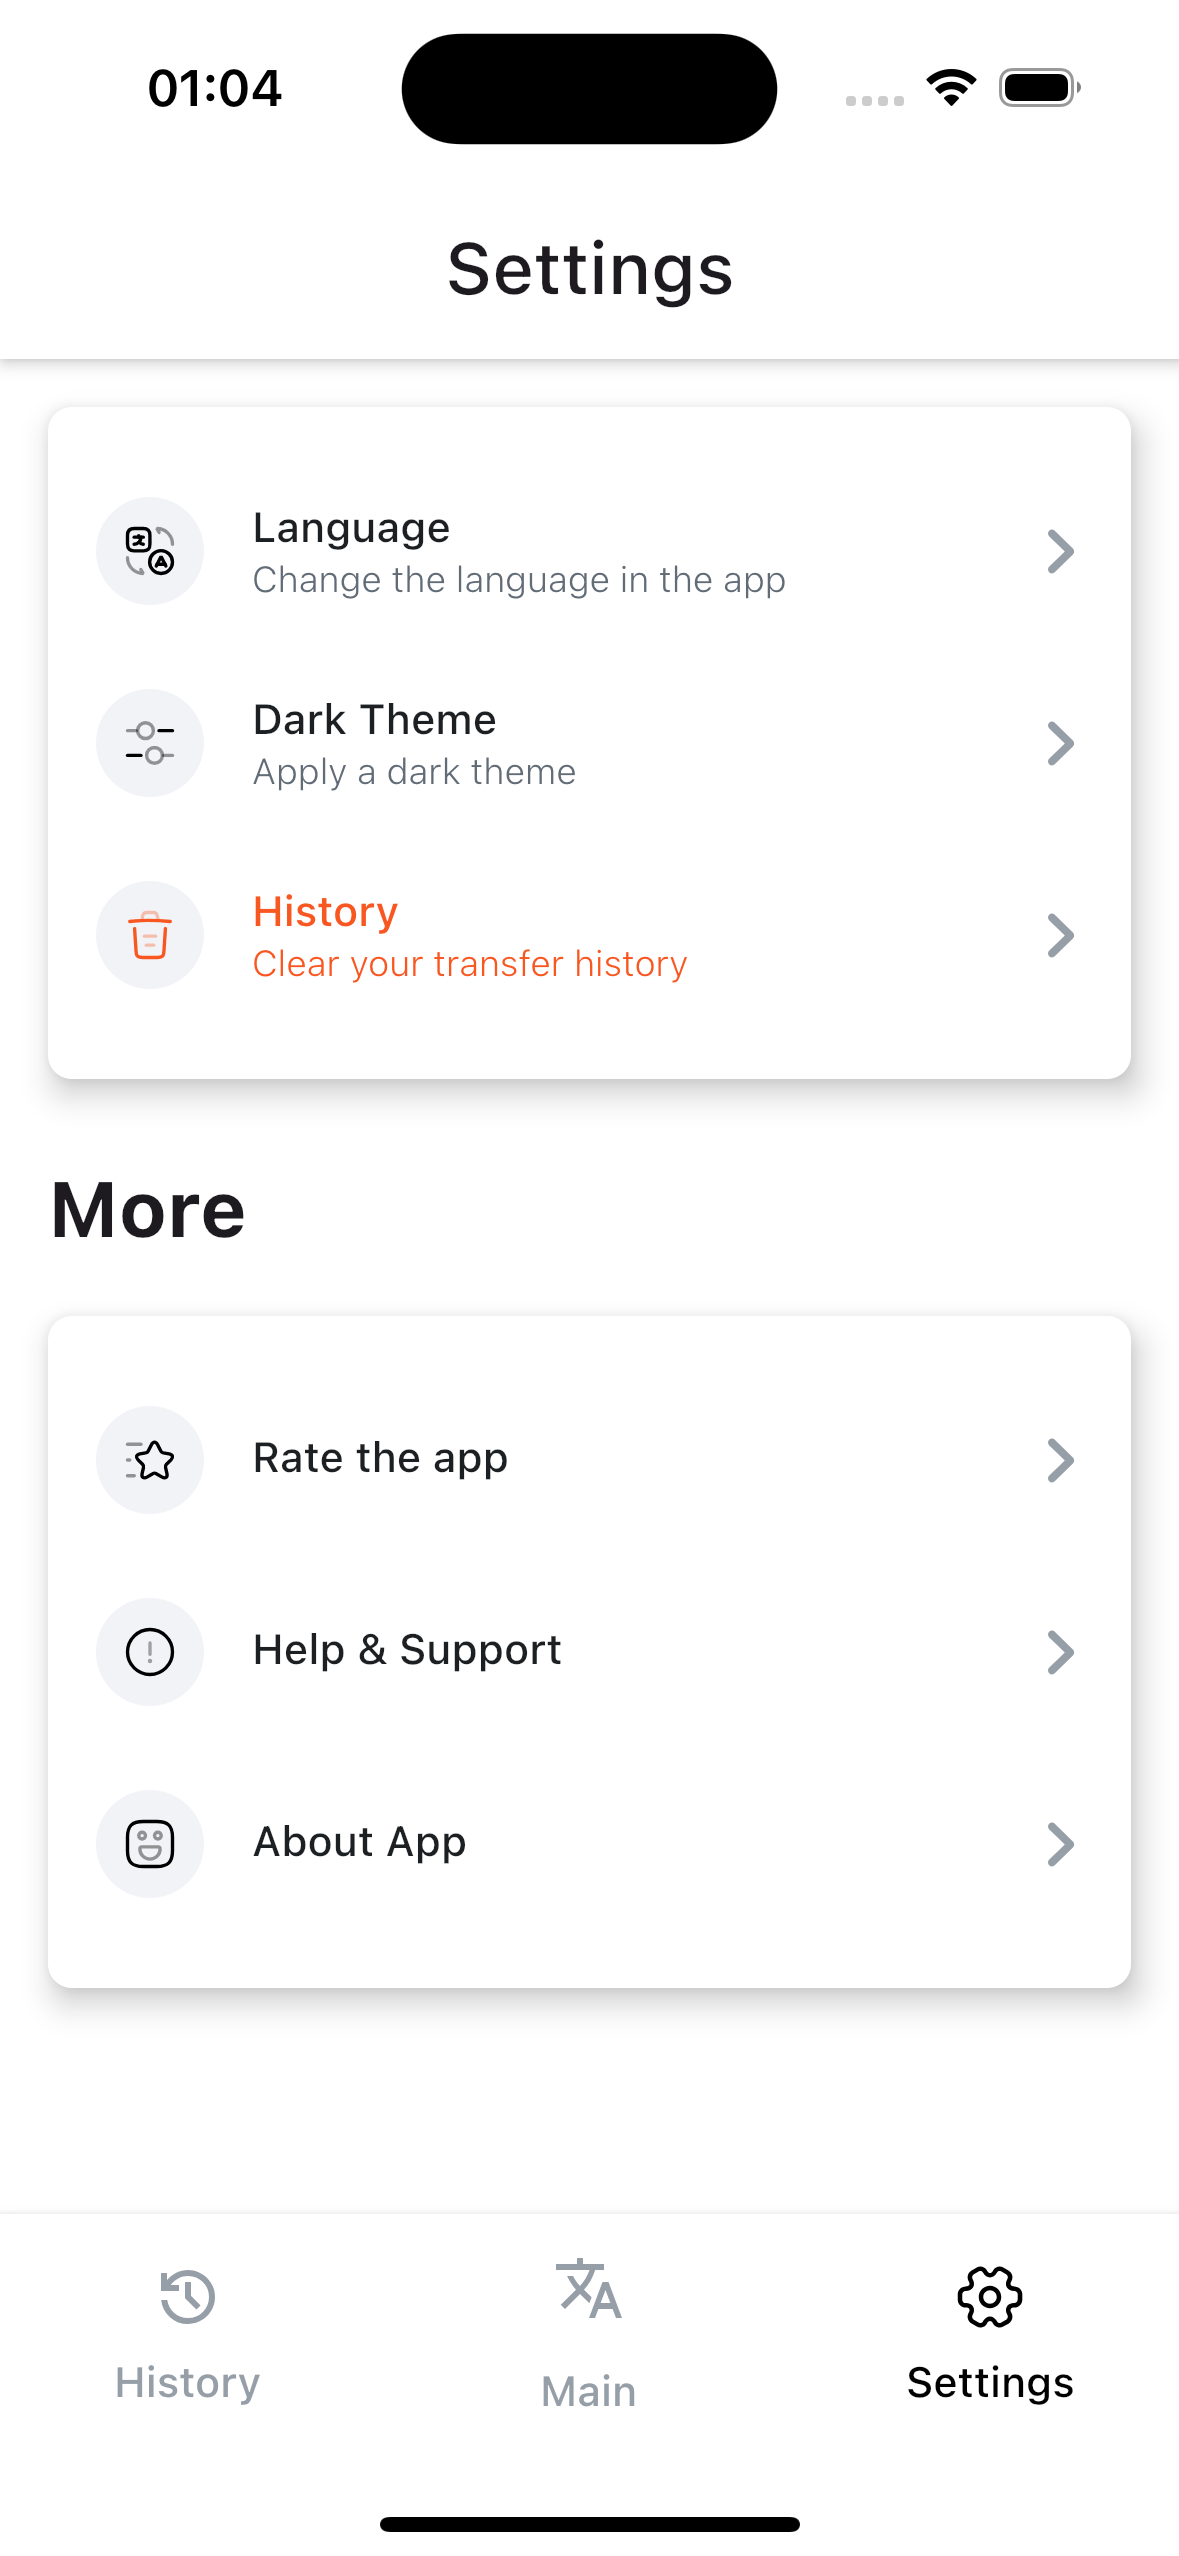 01:04
Settings
Language
Change the language in the app
Dark Theme
Apply a dark theme
History
Clear your transfer history
More
Rate the app
Help & Support
About App
History
Main
Settings